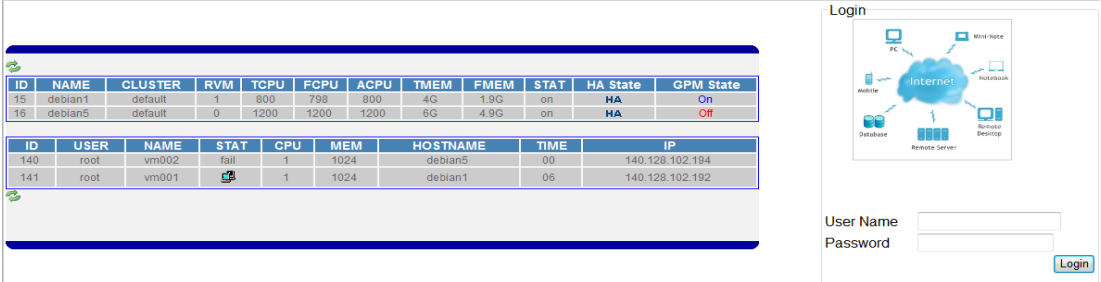 ID NAME CLUSTER RVM TCPU FCPU ACPU TMEM FMEM STAT HA State GPM State
15 debian1 default 1 800 798 800 4G 1.9G on HA On
16 debian5 default 0 1200 1200 1200 6G 4.9G on HA Off
ID USER NAME STAT CPU MEM HOSTNAME TIME IP
140 root vm002 fail 1 1024 debian5 00 140.128.102.194
141 root vm001 1 1024 debian1 06 140.128.102.192
Login
PC
Mini-Note
Internet
Notebook
Mobile
Database
Remote Server
Remote
Desktop
User Name
Password
Login